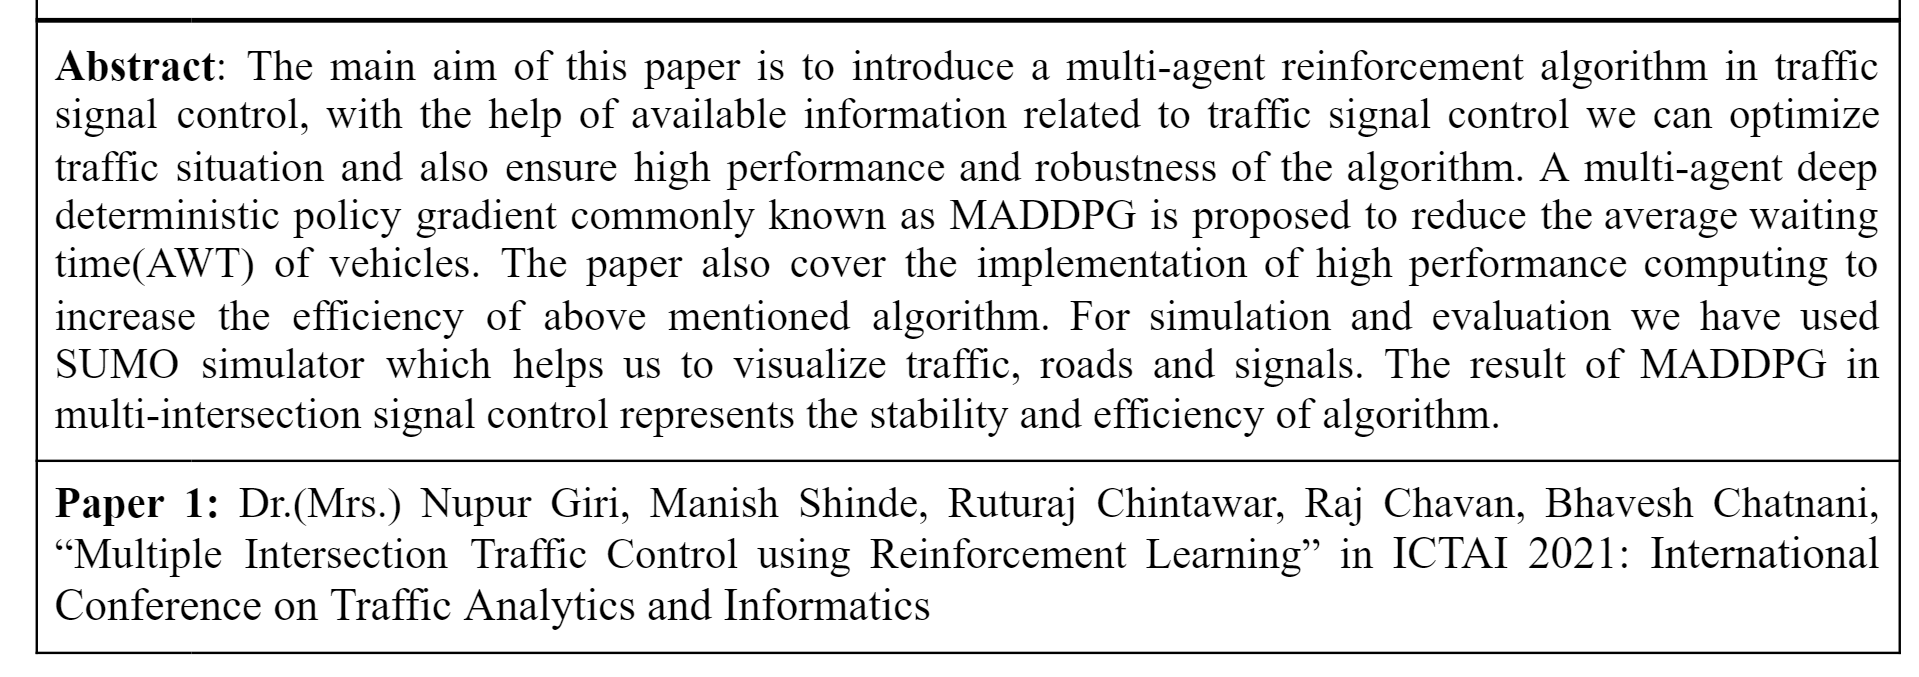 Abstract: The main aim of this paper is to introduce a multi-agent reinforcement algorithm in traffic
signal control, with the help of available information related to traffic signal control we can optimize
traffic situation and also ensure high performance and robustness of the algorithm. A multi-agent deep
deterministic policy gradient commonly known as MADDPG is proposed to reduce the average waiting
time(AWT) of vehicles. The paper also cover the implementation of high performance computing to
increase the efficiency of above mentioned algorithm. For simulation and evaluation we have used
SUMO simulator which helps us to visualize traffic, roads and signals. The result of MADDPG in
multi-intersection signal control represents the stability and efficiency of algorithm.
Paper 1: Dr.(Mrs.) Nupur Giri, Manish Shinde, Ruturaj Chintawar, Raj Chavan, Bhavesh Chatnani,
“Multiple Intersection Traffic Control using Reinforcement Learning” in ICTAI 2021: International
Conference on Traffic Analytics and Informatics